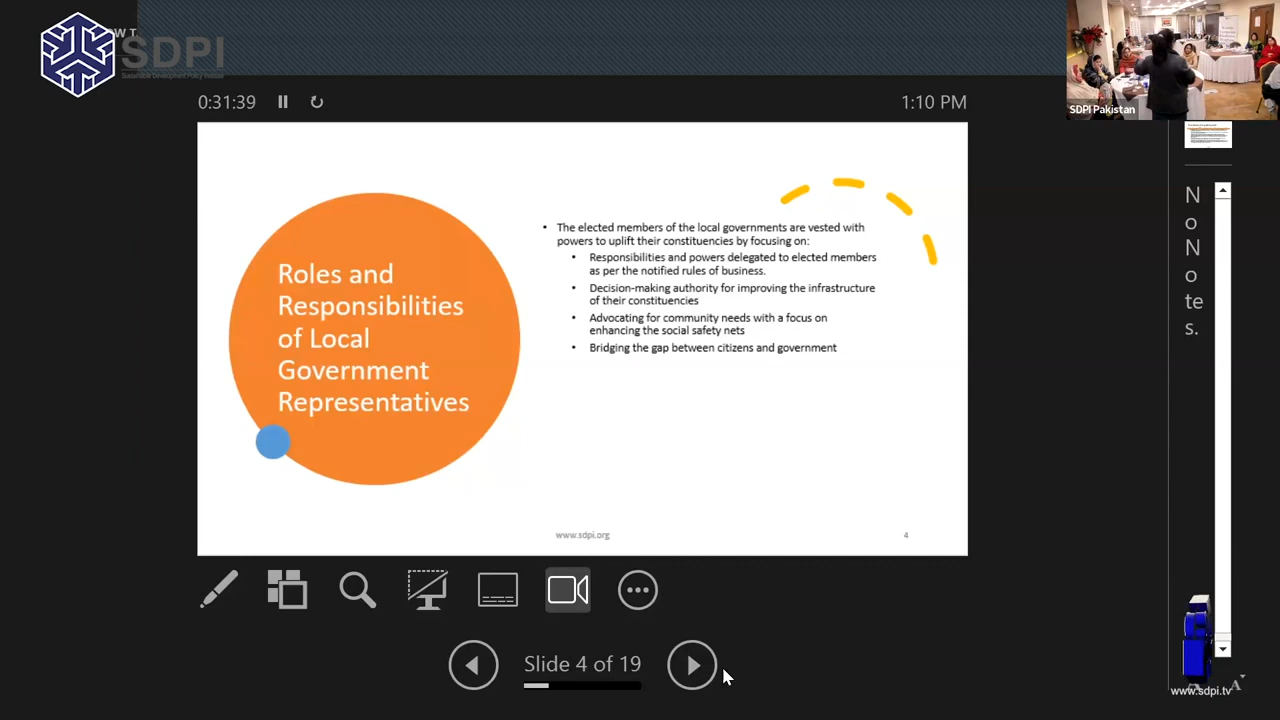 W T
SDPI
Sustainable Development Policy Institute
0:31:39
1:10 PM
SDPI Pakistan
Roles and
Responsibilities
of Local
Government
Representatives
• The elected members of the local governments are vested with
powers to uplift their constituencies by focusing on:
• Responsibilities and powers delegated to elected members
as per the notified rules of business.
• Decision-making authority for improving the infrastructure
of their constituencies
• Advocating for community needs with a focus on
enhancing the social safety nets
• Bridging the gap between citizens and government
www.sdpi.org
4
N
o
N
o
te
s.
Slide 4 of 19
A
www.sdpi.tv